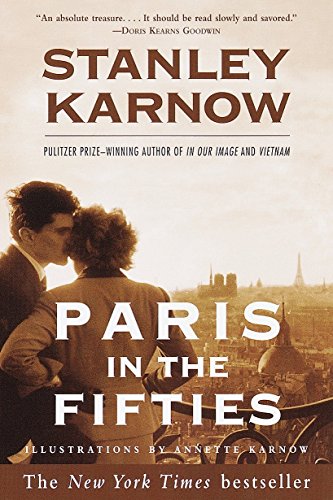 "An absolute treasure. . . . It should be read slowly and savored."
—Doris Kearns Goodwin
STANLEY
KARNOW
PULITZER PRIZE–WINNING AUTHOR OF IN OUR IMAGE AND VIETNAM
PARIS
IN THE
FIFTIES
ILLUSTRATIONS BY ANNETTE KARNOW
The New York Times bestseller